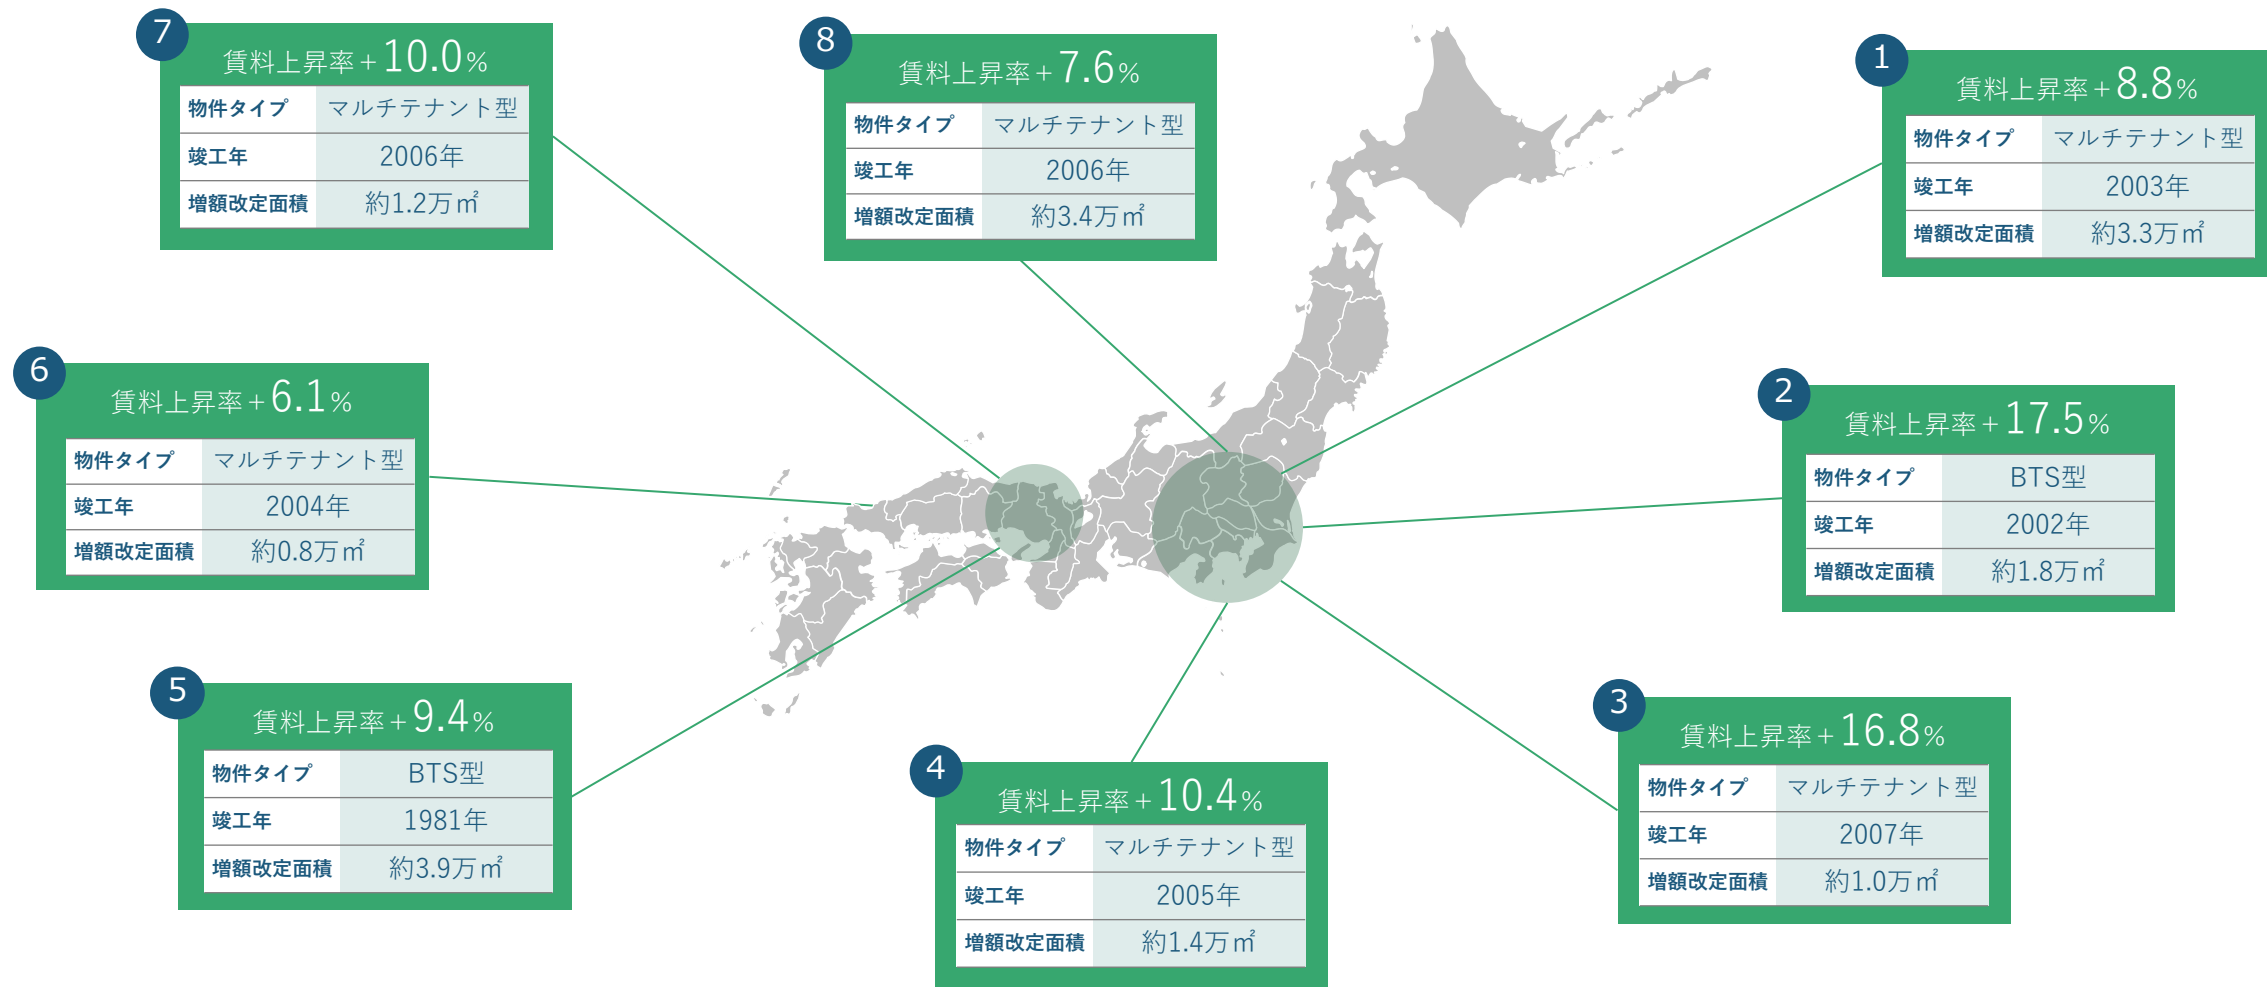 1
賃料上昇率+8.8%
物件タイプ マルチテナント型
竣工年 2003年
増額改定面積 約3.3万㎡
2
賃料上昇率+17.5%
物件タイプ BTS型
竣工年 2002年
増額改定面積 約1.8万㎡
3
賃料上昇率+16.8%
物件タイプ マルチテナント型
竣工年 2007年
増額改定面積 約1.0万㎡
4
賃料上昇率+10.4%
物件タイプ マルチテナント型
竣工年 2005年
増額改定面積 約1.4万㎡
5
賃料上昇率+9.4%
物件タイプ BTS型
竣工年 1981年
増額改定面積 約3.9万㎡
6
賃料上昇率+6.1%
物件タイプ マルチテナント型
竣工年 2004年
増額改定面積 約0.8万㎡
7
賃料上昇率+10.0%
物件タイプ マルチテナント型
竣工年 2006年
増額改定面積 約1.2万㎡
8
賃料上昇率+7.6%
物件タイプ マルチテナント型
竣工年 2006年
増額改定面積 約3.4万㎡